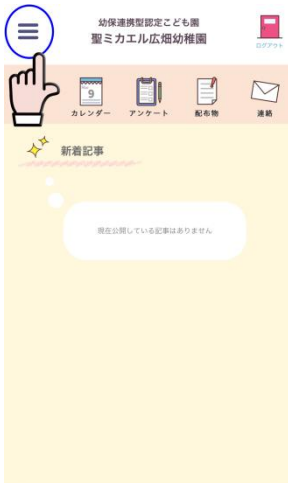 幼保連携型認定こども園
聖ミカエル広畑幼稚園
ログアウト
9
カレンダー
アンケート
配布物
連絡
新着記事
現在公開している記事はありません